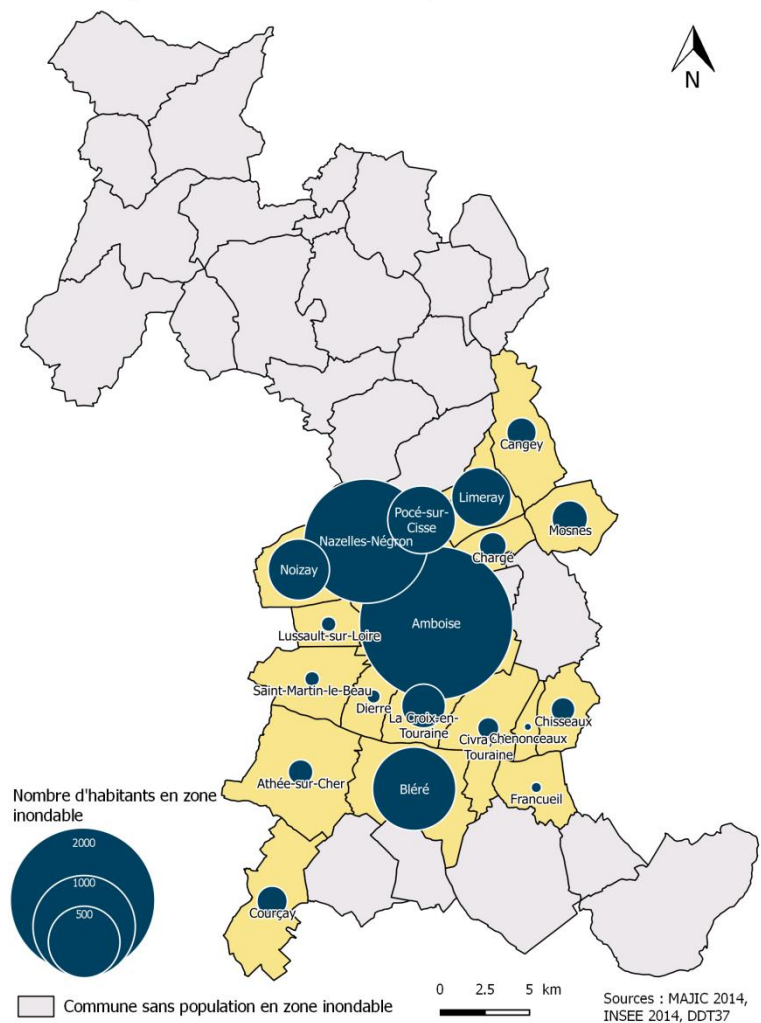 N
Cangey
Limeray
Pocé-sur-
Cisse
Mosnes
Nazelles-Négron
Chargé
Noizay
Amboise
Lussault-sur-Loire
Saint-Martin-le-Beau
Dierre
La Croix-en-
Touraine
Chisseaux
Chenonceaux
Civray
Touraine
Athée-sur-Cher
Bléré
Francueil
Courçay
Nombre d'habitants en zone
inondable
2000
1000
500
Commune sans population en zone inondable
0 2.5 5 km
Sources : MAJIC 2014,
INSEE 2014, DDT37